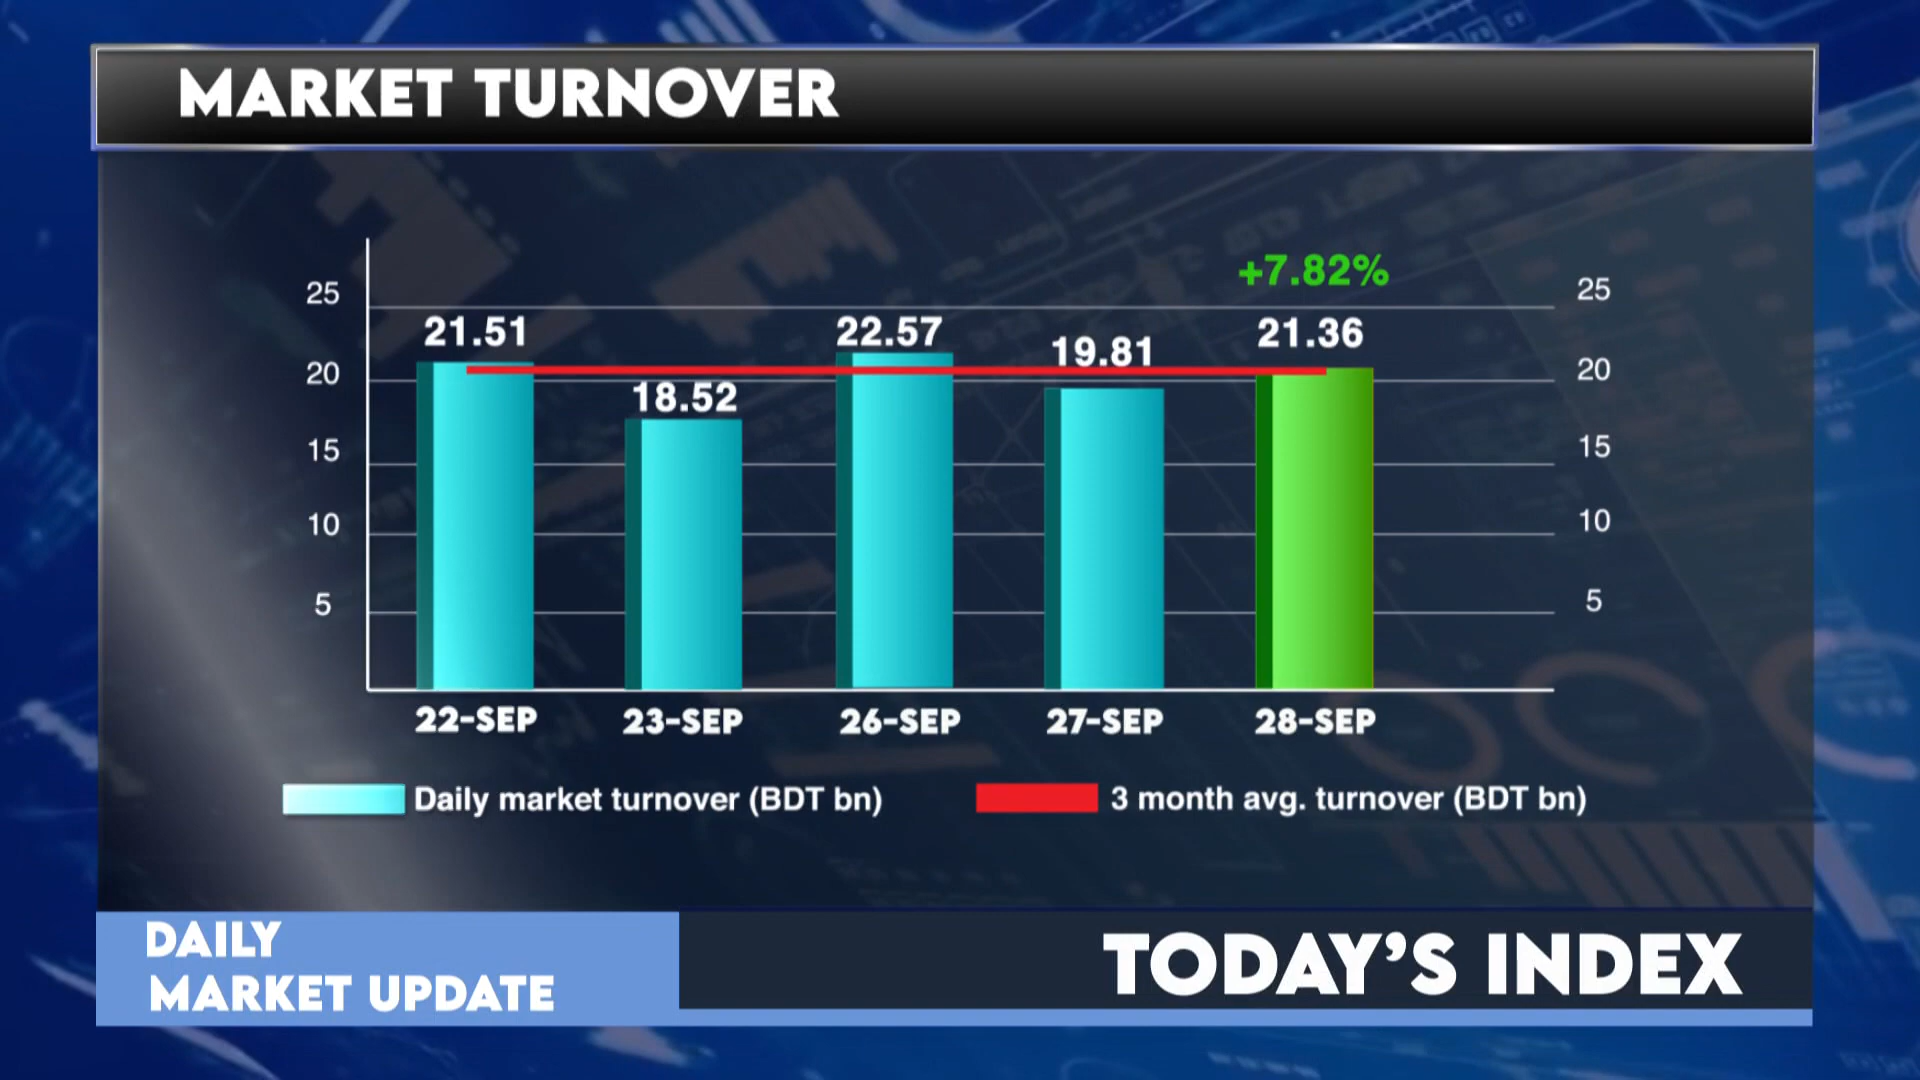 MARKET TURNOVER
+7.82%
25
25
21.51
22.57
19.81
21.36
20
20
18.52
15
15
10
10
5
5
22-SEP
23-SEP
26-SEP
27-SEP
28-SEP
Daily market turnover (BDT bn)
3 month avg. turnover (BDT bn)
DAILY
MARKET UPDATE
TODAY'S INDEX